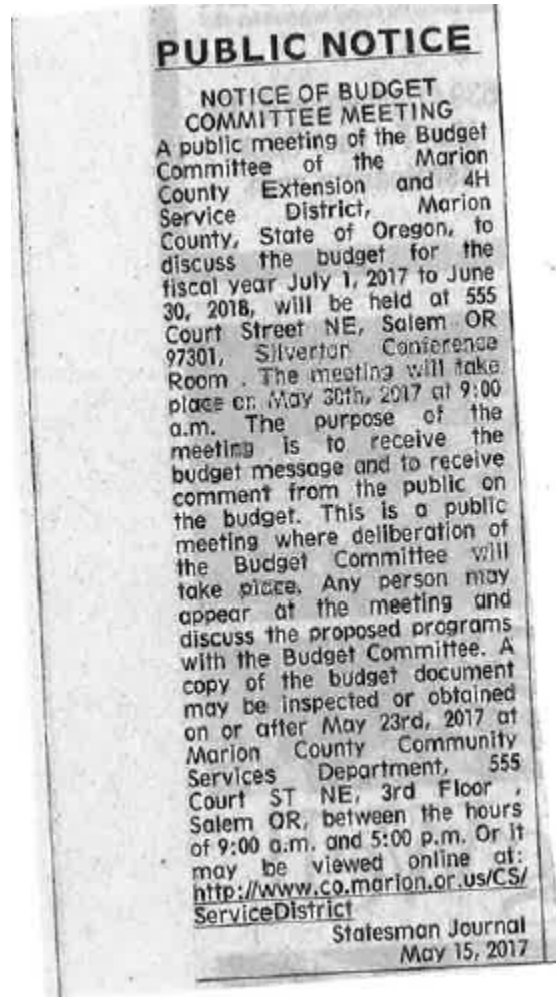 PUBLIC NOTICE
NOTICE OF BUDGET
COMMITTEE MEETING
A public meeting of the Budget
Committee of the Marion
County Extension and 4H
Service District, Marion
County, State of Oregon, to
discuss the budget for the
fiscal year July 1, 2017 to June
30, 2018, will be held at 555
Court Street NE, Salem OR
97301, Silverton Conference
Room . The meeting will take
place on May 30th, 2017 at 9:00
a.m. The purpose of the
meeting is to receive the
budget message and to receive
comment from the public on
the budget. This is a public
meeting where deliberation of
the Budget Committee will
take place. Any person may
appear at the meeting and
discuss the proposed programs
with the Budget Committee. A
copy of the budget document
may be inspected or obtained
on or after May 23rd, 2017 at
Marion County Community
Services Department, 555
Court ST NE, 3rd Floor ,
Salem OR, between the hours
of 9:00 a.m. and 5:00 p.m. Or it
may be viewed online at:
http://www.co.marion.or.us/CS/
ServiceDistrict
Statesman Journal
May 15, 2017